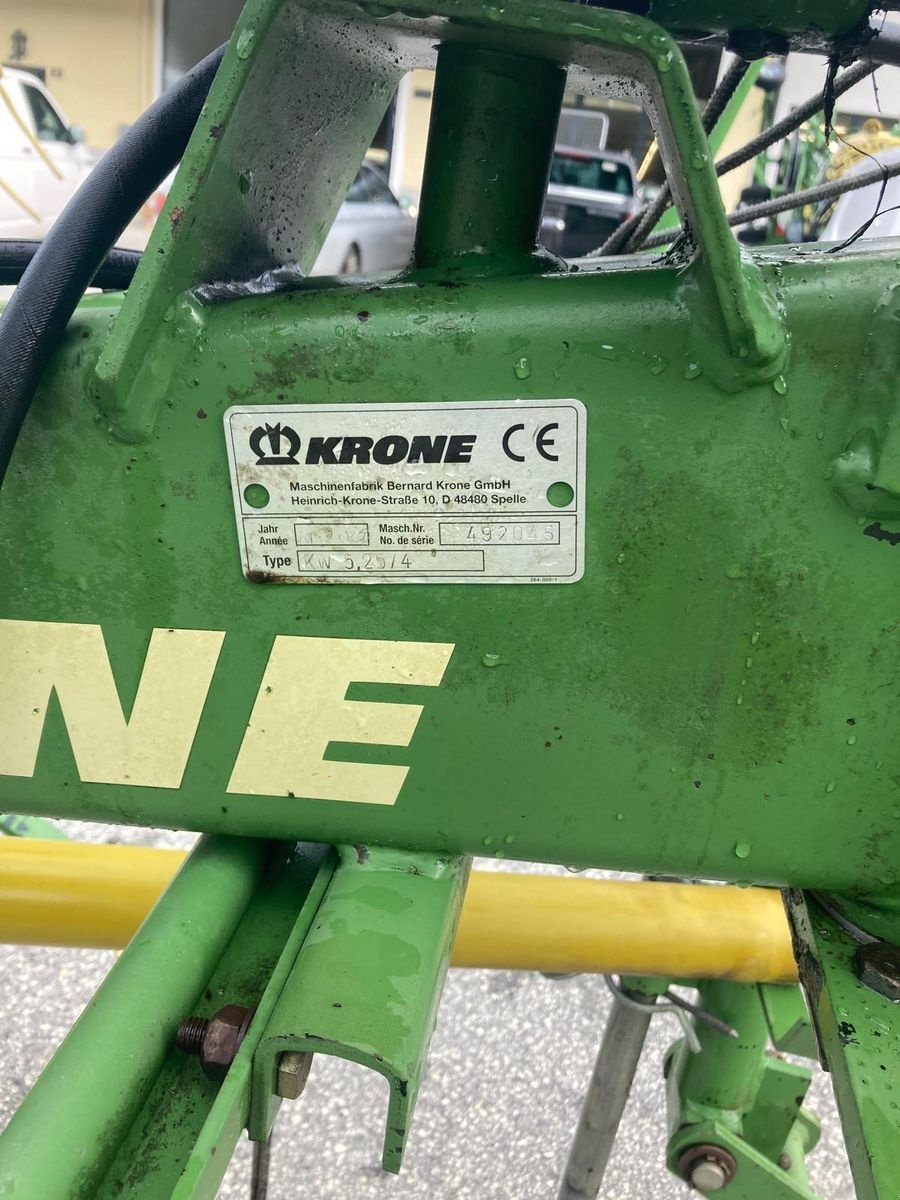 KRONE CE
Maschinenfabrik Bernard Krone GmbH
Heinrich-Krone-Straße 10, D 48480 Spelle
Jahr Masch.Nr.
Année No. de série 492045
Type KW 5,25/4
264-000-1
NE